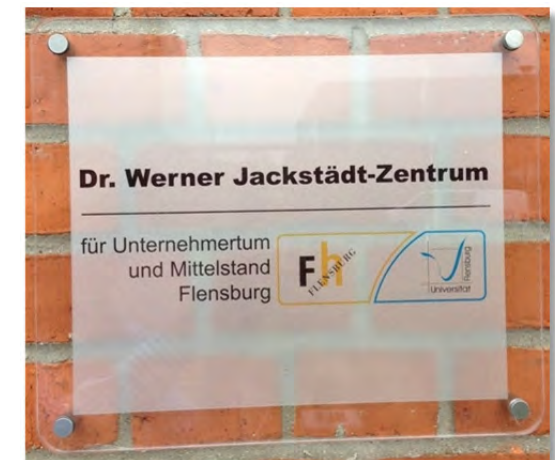 Dr. Werner Jackstädt-Zentrum
für Unternehmertum
und Mittelstand
Flensburg
Fh
FLENSBURG
Flensburg
Universität